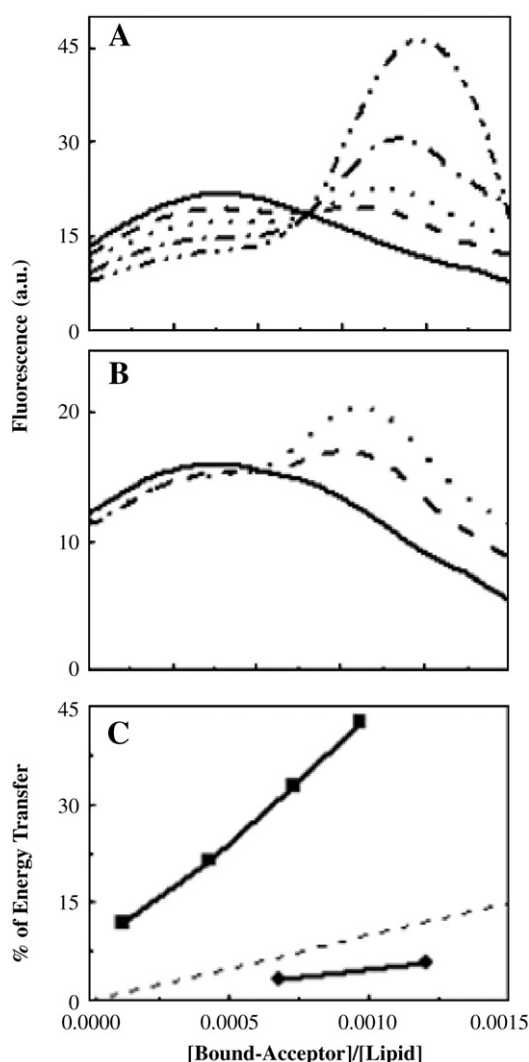 A
45
30
15
0
Fluorescence (a.u.)
B
20
10
0
C
45
30
15
0
% of Energy Transfer
0.0000 0.0005 0.0010 0.0015
[Bound-Acceptor]/[Lipid]